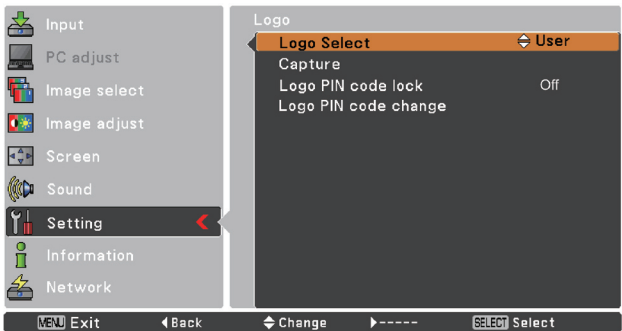 Input
PC adjust
Image select
Image adjust
Screen
Sound
Setting
Information
Network
Logo
Logo Select User
Capture
Logo PIN code lock Off
Logo PIN code change
MENU Exit Back Change ----- SELECT Select